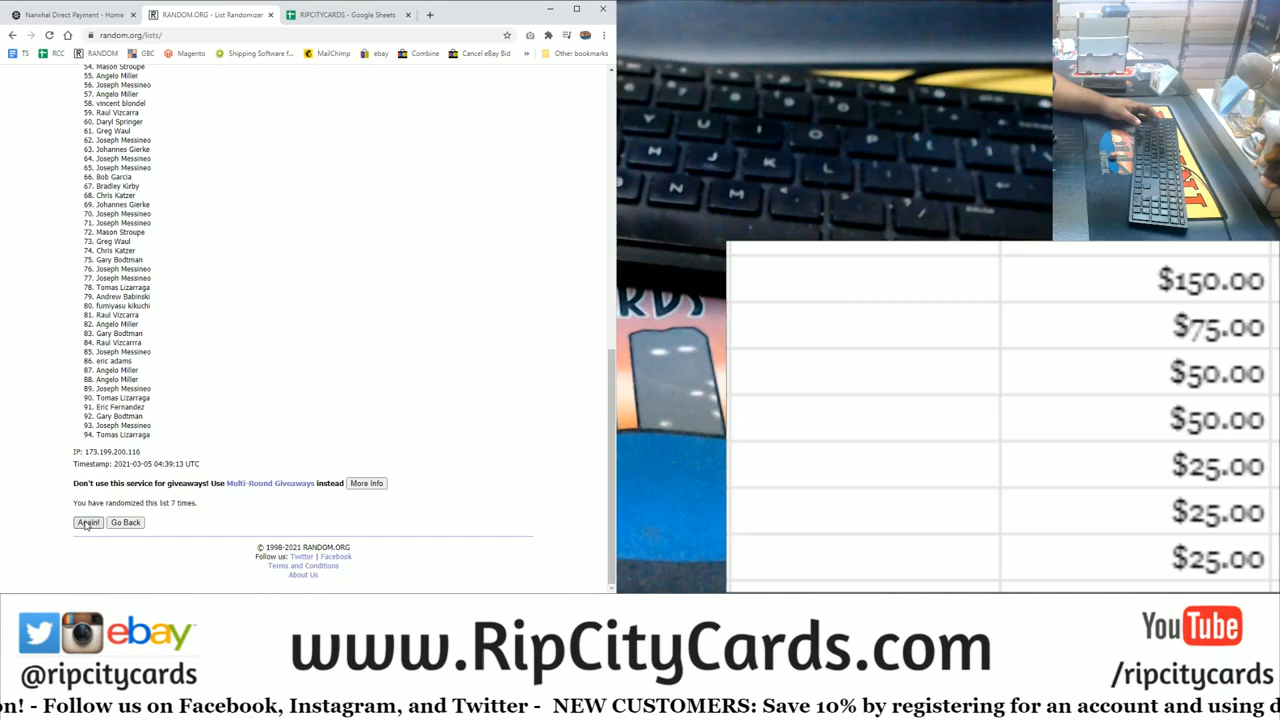 Narwhal Direct Payment - Home
RANDOM.ORG - List Randomizer
RIPCITYCARDS - Google Sheets
random.org/lists/
TS
RCC
RANDOM
GBC
Magento
Shipping Software f...
MailChimp
ebay
Combine
Cancel eBay Bid
»
Other bookmarks
54. Mason Stroupe
55. Angelo Miller
56. Joseph Messineo
57. Angelo Miller
58. vincent blondel
59. Raul Vizcarra
60. Daryl Springer
61. Greg Waul
62. Joseph Messineo
63. Johannes Gierke
64. Joseph Messineo
65. Joseph Messineo
66. Bob Garcia
67. Bradley Kirby
68. Chris Katzer
69. Johannes Gierke
70. Joseph Messineo
71. Joseph Messineo
72. Mason Stroupe
73. Greg Waul
74. Chris Katzer
75. Gary Bodtman
76. Joseph Messineo
77. Joseph Messineo
78. Tomas Lizarraga
79. Andrew Babinski
80. fumiyasu kikuchi
81. Raul Vizcarra
82. Angelo Miller
83. Gary Bodtman
84. Raul Vizcarrra
85. Joseph Messineo
86. eric adams
87. Angelo Miller
88. Angelo Miller
89. Joseph Messineo
90. Tomas Lizarraga
91. Eric Fernandez
92. Gary Bodtman
93. Joseph Messineo
94. Tomas Lizarraga
IP: 173.199.200.116
Timestamp: 2021-03-05 04:39:13 UTC
Don't use this service for giveaways! Use Multi-Round Giveaways instead More Info
You have randomized this list 7 times.
Again! Go Back
© 1998-2021 RANDOM.ORG
Follow us: Twitter | Facebook
Terms and Conditions
About Us
Y U I O P
H J K
N M
$150.00
$75.00
$50.00
$50.00
$25.00
$25.00
$25.00
ebay
@ripcitycards
www.RipCityCards.com
YouTube
/ripcitycards
on! - Follow us on Facebook, Instagram, and Twitter - NEW CUSTOMERS: Save 10% by registering for an account and using d